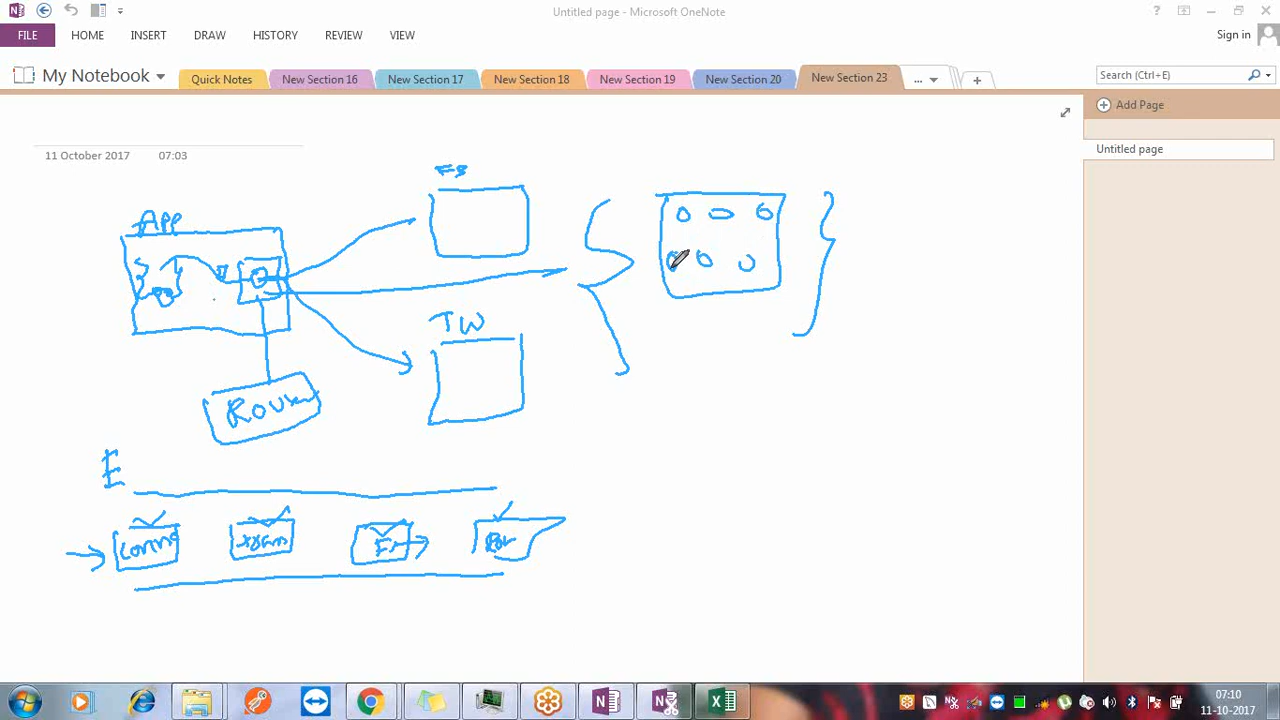 Untitled page - Microsoft OneNote
FILE HOME INSERT DRAW HISTORY REVIEW VIEW
Sign in
My Notebook
Quick Notes New Section 16 New Section 17 New Section 18 New Section 19 New Section 20 New Section 23 ...
Search (Ctrl+E)
Add Page
Untitled page
11 October 2017 07:03
FB
App
TW
E
07:10
11-10-2017